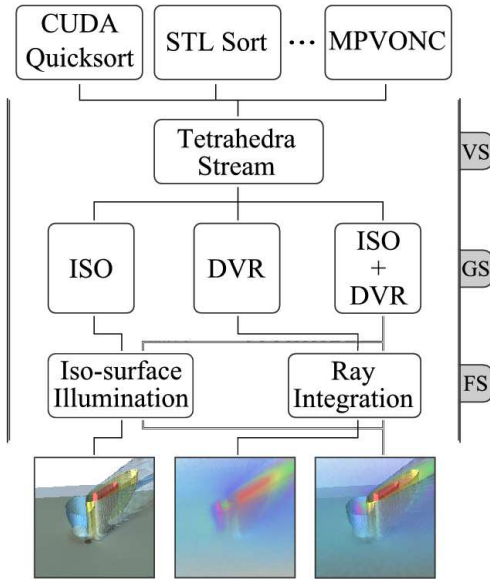 CUDA
Quicksort
STL Sort
...
MPVONC
Tetrahedra
Stream
VS
ISO
DVR
ISO
+
DVR
GS
Iso-surface
Illumination
Ray
Integration
FS